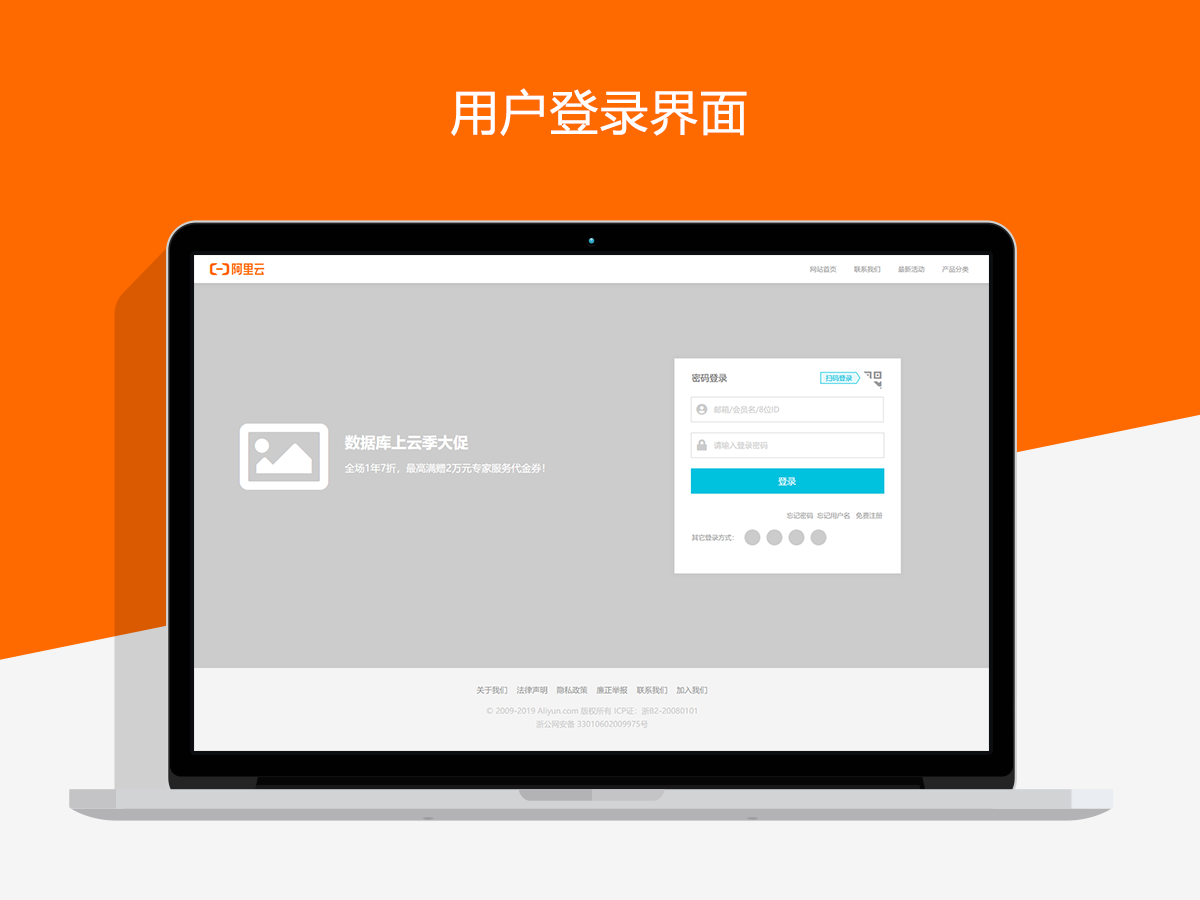 用户登录界面
阿里云
网站首页 联系我们 最新活动 产品分类
密码登录 扫码登录
邮箱/会员名/8位ID
数据库上云季大促
请输入登录密码
全场1年7折，最高满赠2万元专家服务代金券！
登录
忘记密码 忘记用户名 免费注册
其它登录方式：
关于我们 法律声明 隐私政策 廉正举报 联系我们 加入我们
© 2009-2019 Aliyun.com 版权所有 ICP证：浙B2-20080101
浙公网安备 33010602009975号